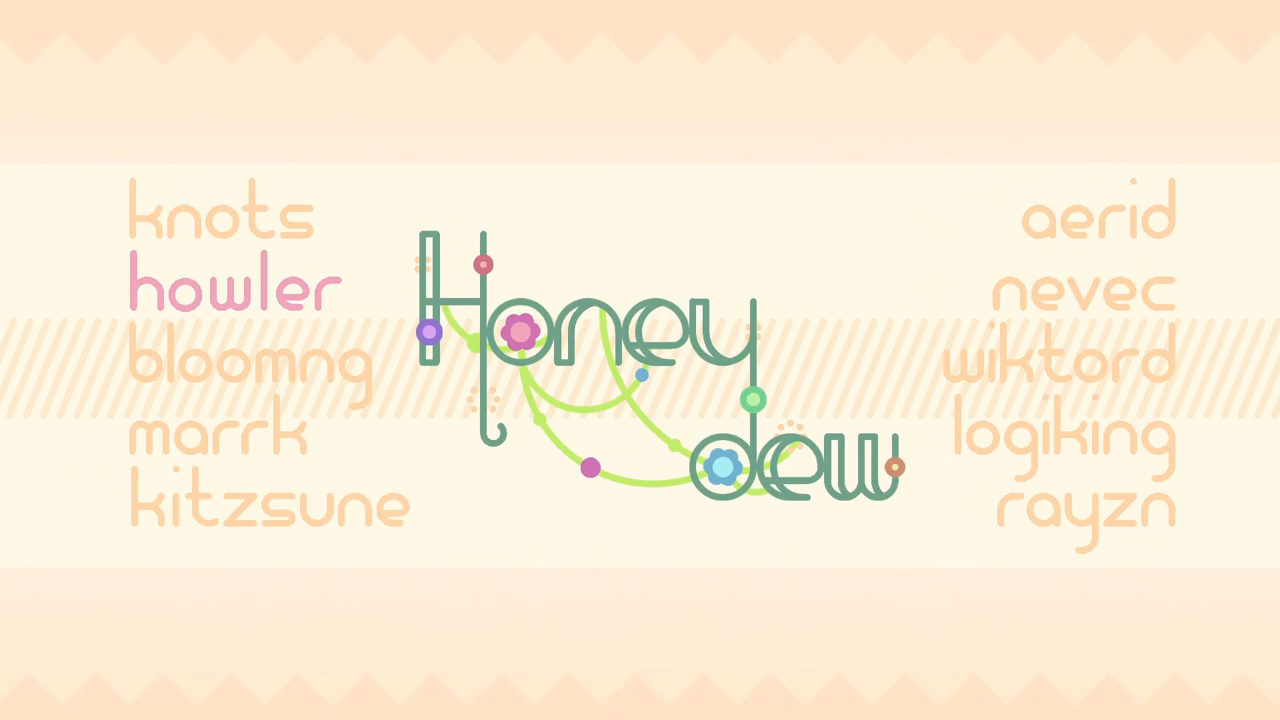 knots
howler
bloomng
marrk
kitzsune
Honey
dew
aerid
nevec
wiktord
logiking
rayzn